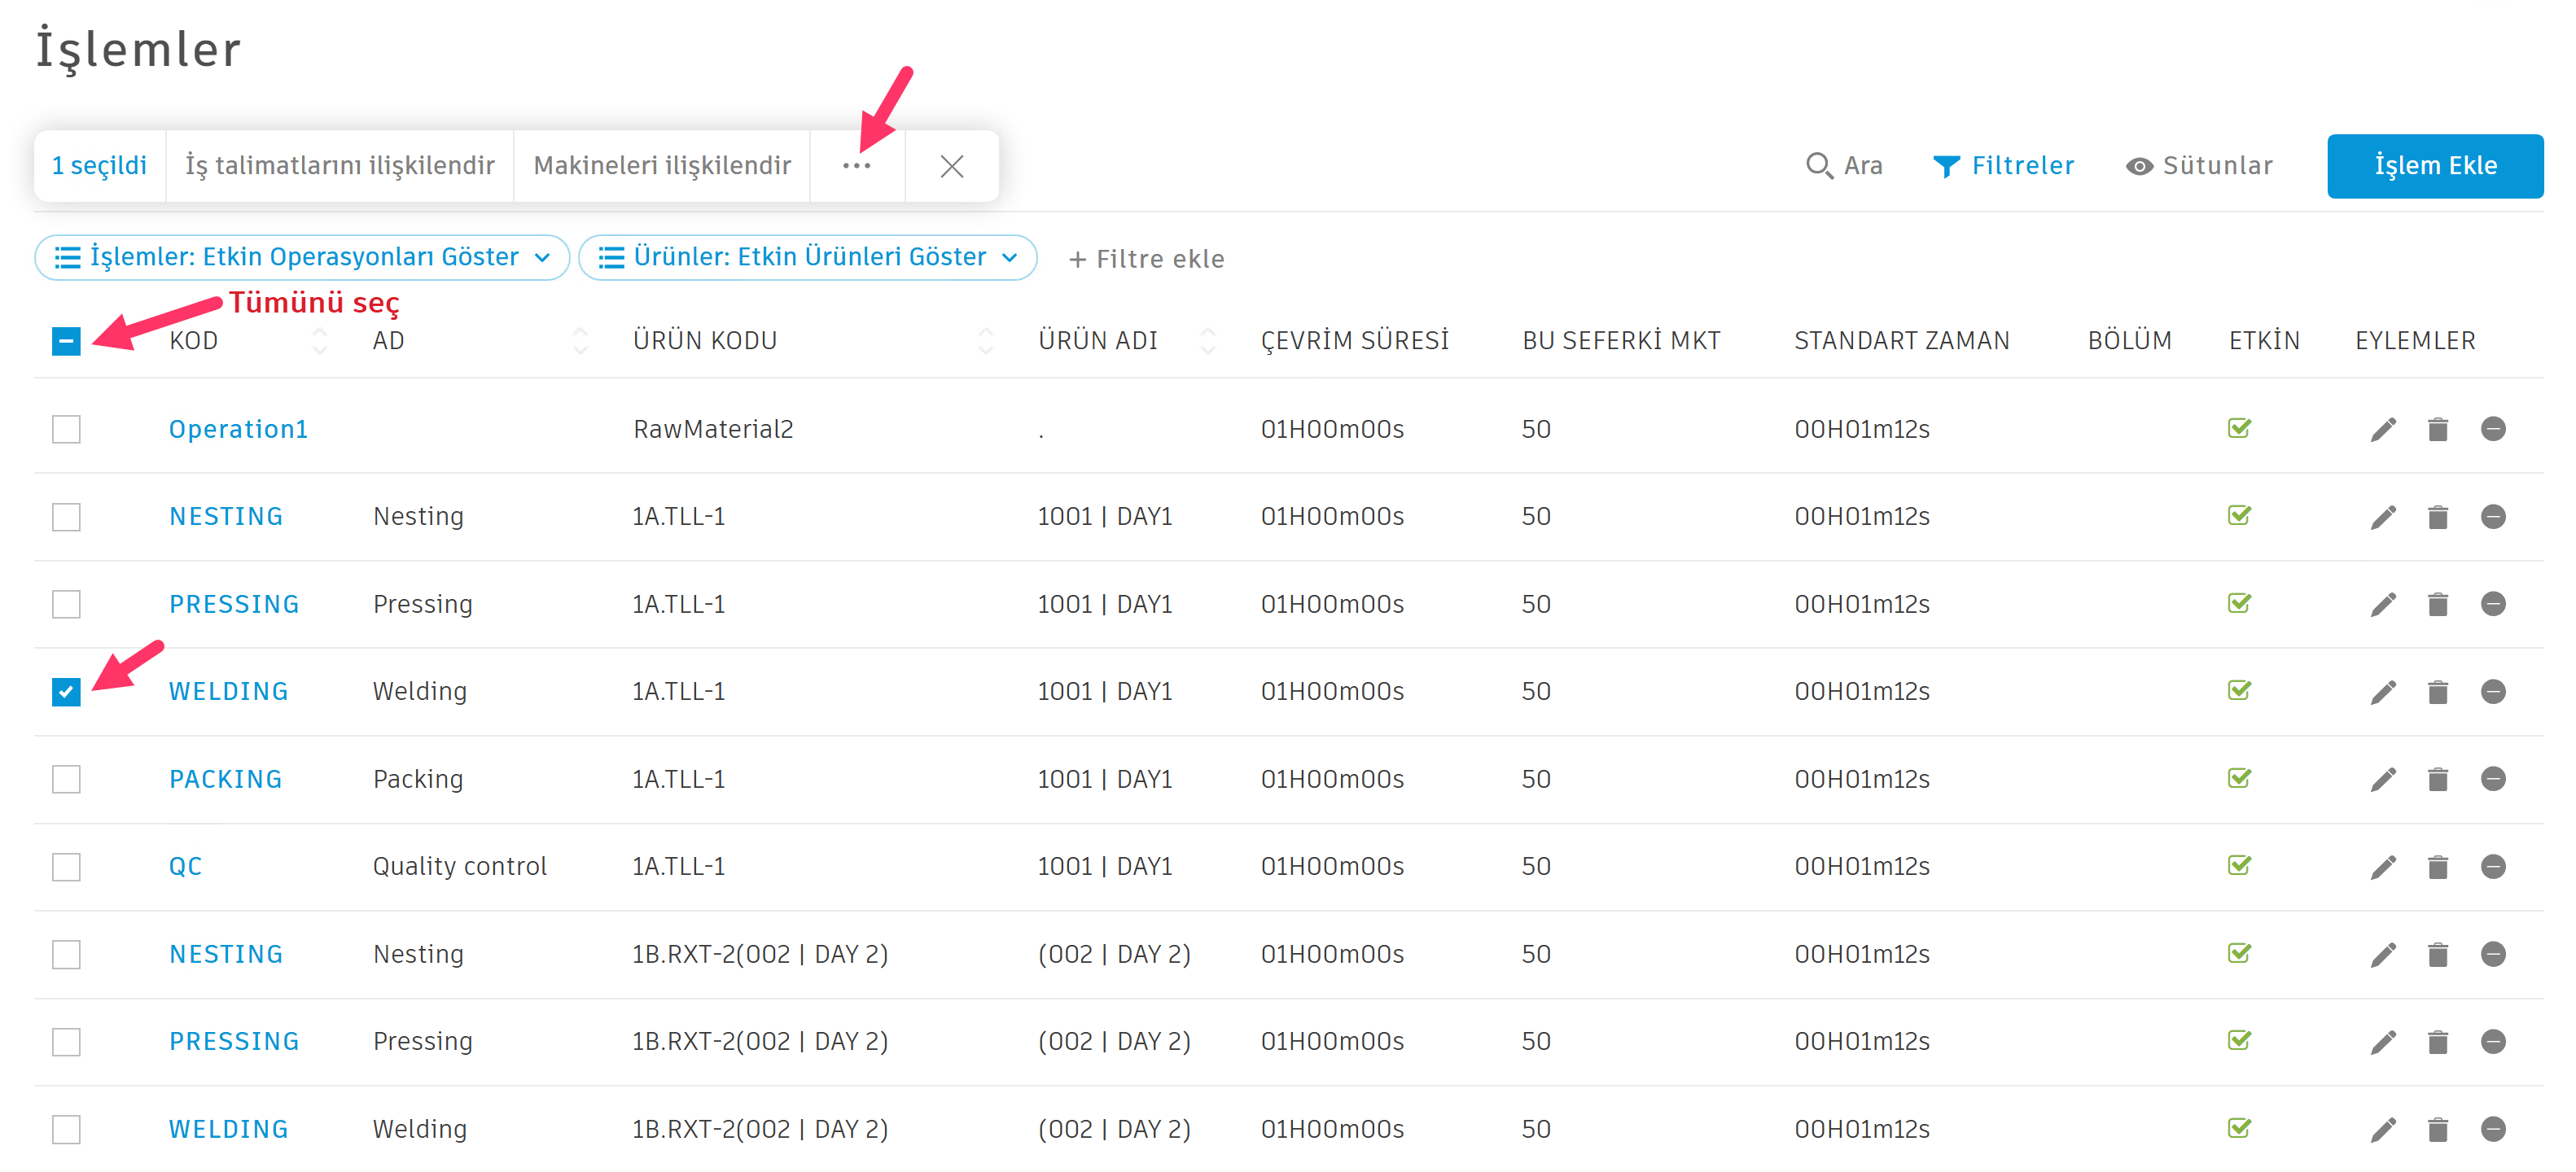 İşlemler
1 seçildi İş talimatlarını ilişkilendir Makineleri ilişkilendir ... Ara Filtreler Sütunlar İşlem Ekle
İşlemler: Etkin Operasyonları Göster Ürünler: Etkin Ürünleri Göster + Filtre ekle
Tümünü seç
KOD AD ÜRÜN KODU ÜRÜN ADI ÇEVRİM SÜRESİ BU SEFERKİ MKT STANDART ZAMAN BÖLÜM ETKİN EYLEMLER
Operation1 RawMaterial2 . 01H00m00s 50 00H01m12s
NESTING Nesting 1A.TLL-1 1001 | DAY1 01H00m00s 50 00H01m12s
PRESSING Pressing 1A.TLL-1 1001 | DAY1 01H00m00s 50 00H01m12s
WELDING Welding 1A.TLL-1 1001 | DAY1 01H00m00s 50 00H01m12s
PACKING Packing 1A.TLL-1 1001 | DAY1 01H00m00s 50 00H01m12s
QC Quality control 1A.TLL-1 1001 | DAY1 01H00m00s 50 00H01m12s
NESTING Nesting 1B.RXT-2(002 | DAY 2) (002 | DAY 2) 01H00m00s 50 00H01m12s
PRESSING Pressing 1B.RXT-2(002 | DAY 2) (002 | DAY 2) 01H00m00s 50 00H01m12s
WELDING Welding 1B.RXT-2(002 | DAY 2) (002 | DAY 2) 01H00m00s 50 00H01m12s